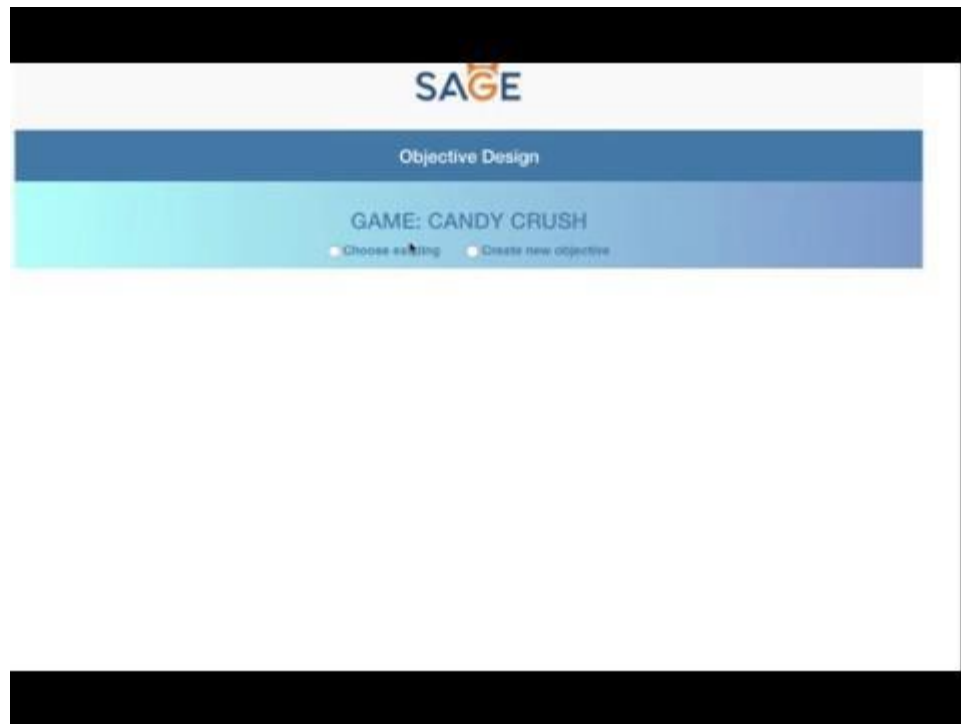 SAGE
Objective Design
GAME: CANDY CRUSH
Choose existing Create new objective